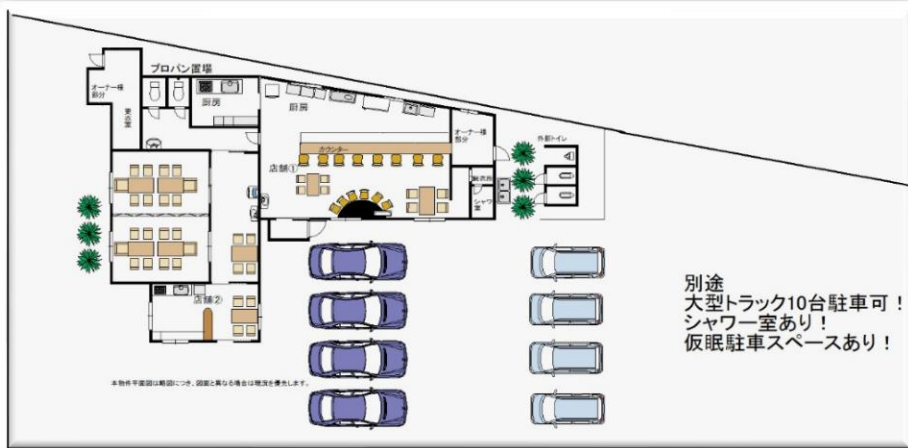 プロパン置場
オーナー様
部分
更衣室
厨房
厨房
オーナー様
部分
外部トイレ
カウンター
店舗①
脱衣所
シャワー
室
店舗②
別途
大型トラック10台駐車可！
シャワー室あり！
仮眠駐車スペースあり！
本物件平面図は略図につき、図面と異なる場合は現況を優先します。